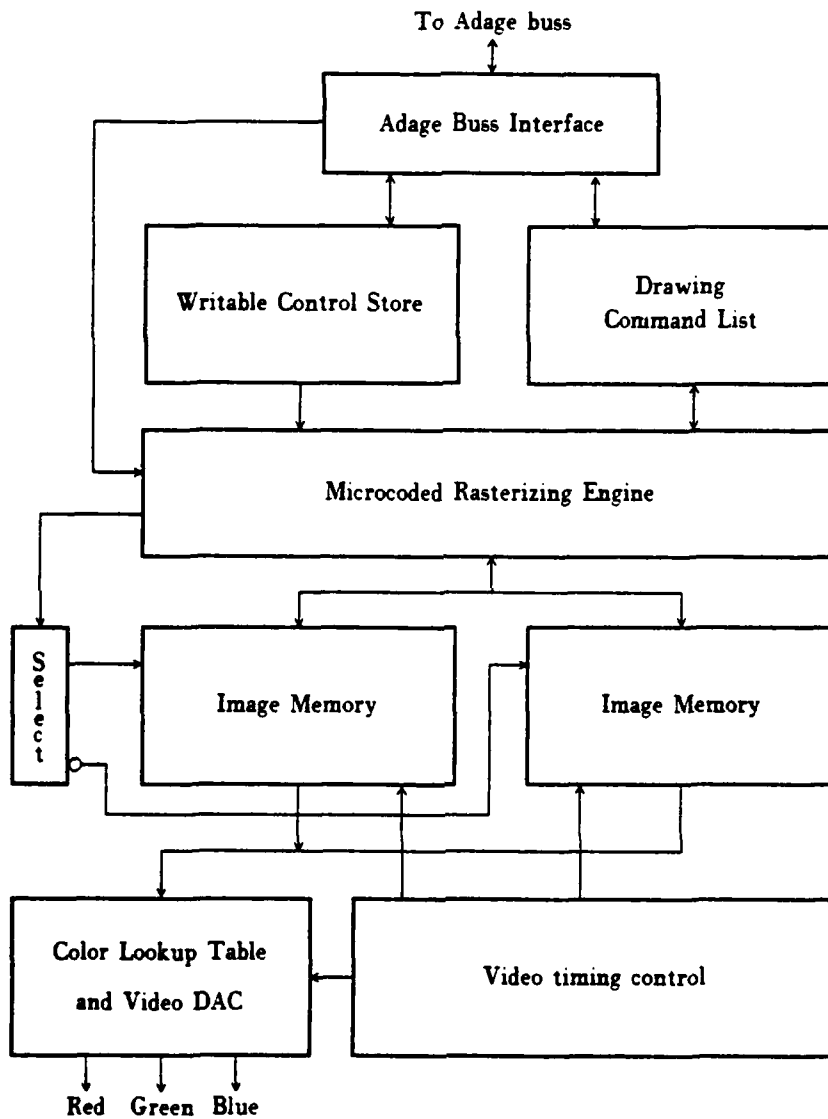 To Adage buss
Adage Buss Interface
Writable Control Store
Drawing
Command List
Microcoded Rasterizing Engine
Select
Image Memory
Image Memory
Color Lookup Table
and Video DAC
Video timing control
Red Green Blue